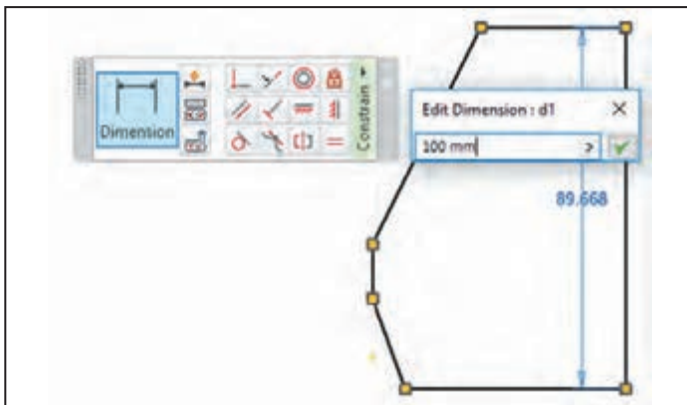 Dimension
Constrain
Edit Dimension : d1
100 mm
89.668